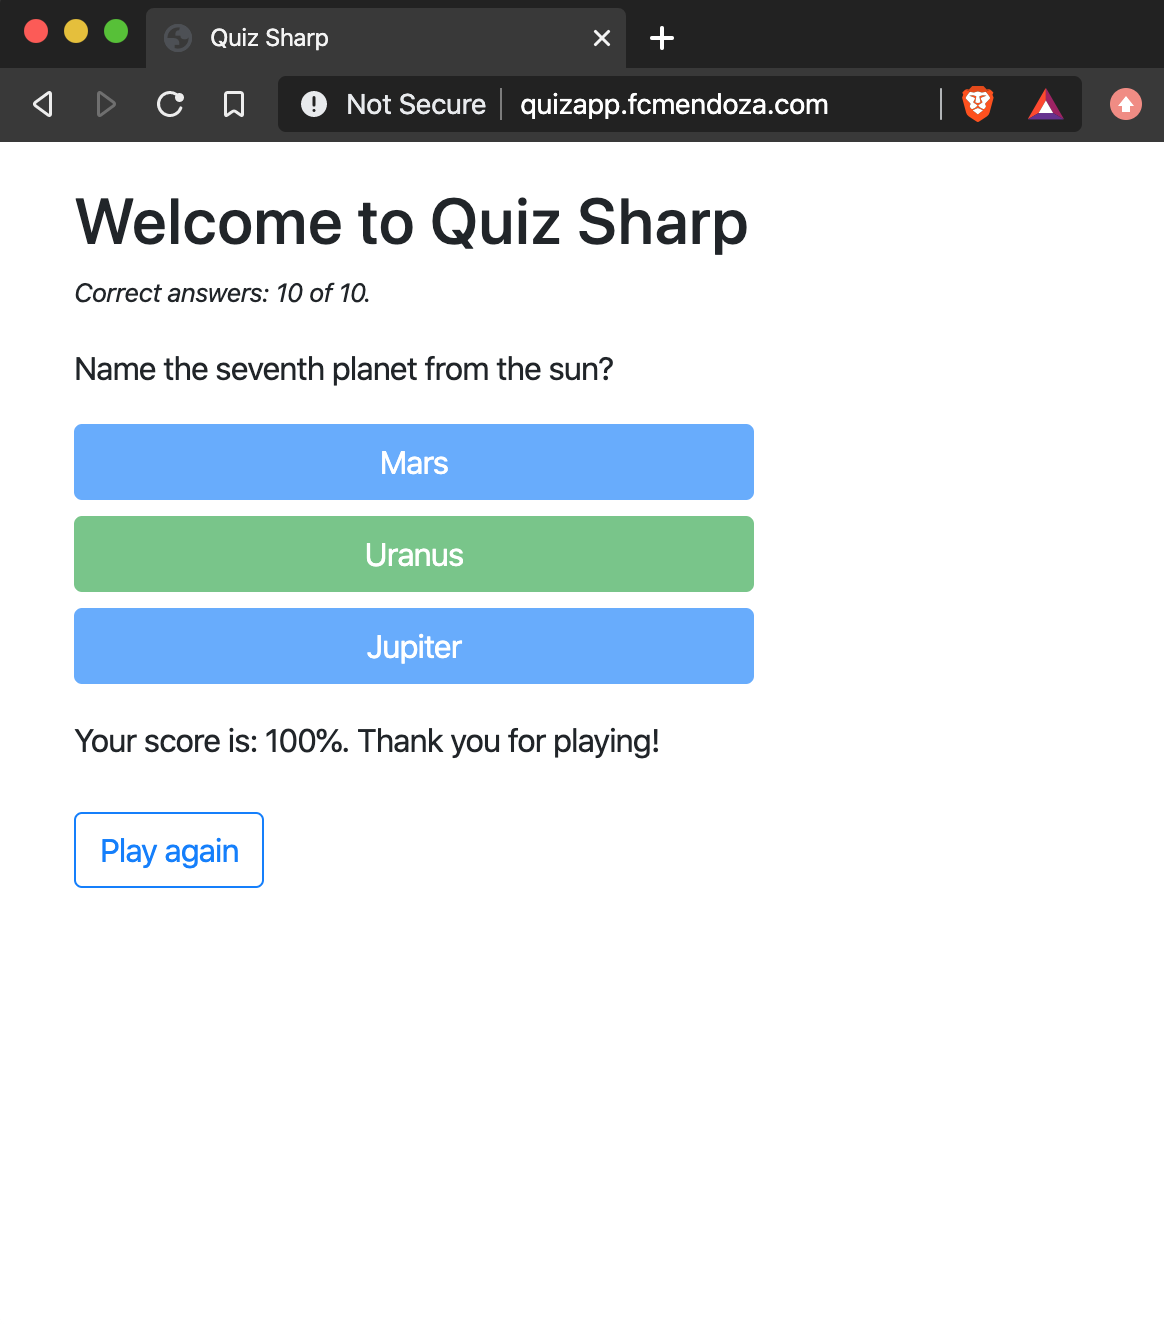 Quiz Sharp
Not Secure quizapp.fcmendoza.com
Welcome to Quiz Sharp
Correct answers: 10 of 10.
Name the seventh planet from the sun?
Mars
Uranus
Jupiter
Your score is: 100%. Thank you for playing!
Play again